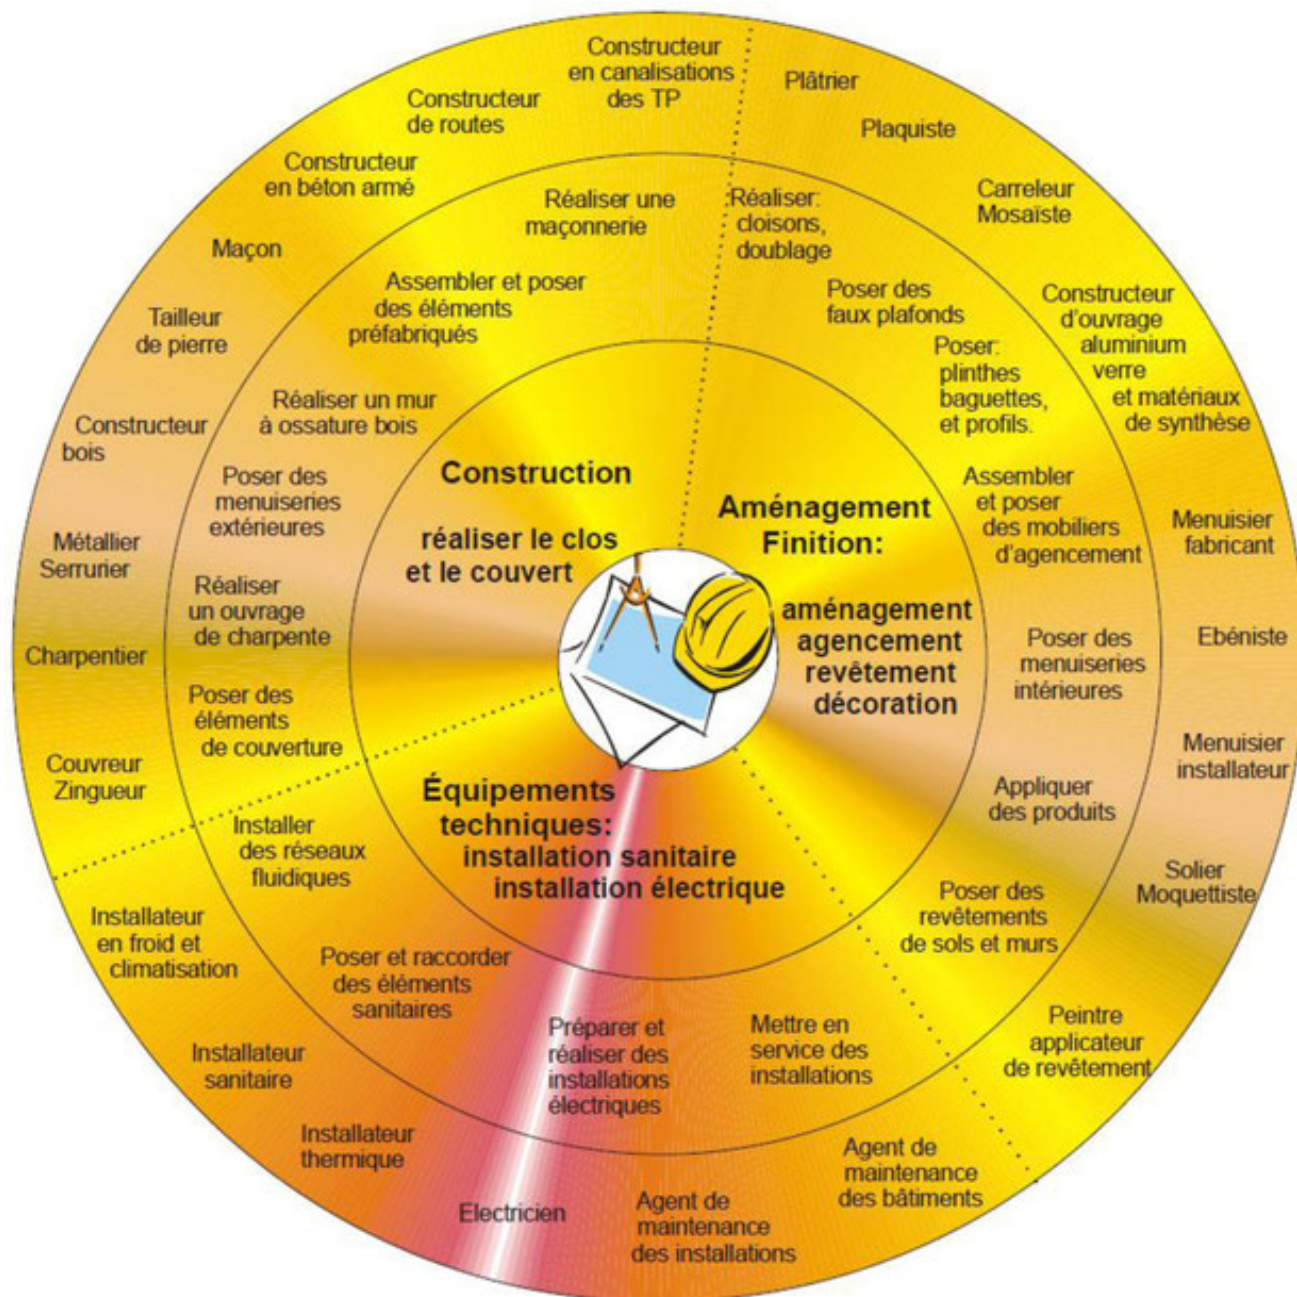 Constructeur
en canalisations
des TP
Constructeur
de routes
Constructeur
en béton armé
Maçon
Tailleur
de pierre
Constructeur
bois
Métallier
Serrurier
Charpentier
Couvreur
Zingueur
Réaliser une
maçonnerie
Assembler et poser
des éléments
préfabriqués
Réaliser un mur
à ossature bois
Poser des
menuiseries
extérieures
Réaliser
un ouvrage
de charpente
Poser des
éléments
de couverture
Construction
réaliser le clos
et le couvert
Plâtrier
Plaquiste
Carreleur
Mosaïste
Constructeur
d'ouvrage
aluminium
verre
et matériaux
de synthèse
Menuisier
fabricant
Ebéniste
Menuisier
installateur
Solier
Moquettiste
Peintre
applicateur
de revêtement
Réaliser:
cloisons,
doublage
Poser des
faux plafonds
Poser:
plinthes
baguettes,
et profils.
Assembler
et poser
des mobiliers
d'agencement
Poser des
menuiseries
intérieures
Appliquer
des produits
Poser des
revêtements
de sols et murs
Aménagement
Finition:
aménagement
agencement
revêtement
décoration
Équipements
techniques:
installation sanitaire
installation électrique
Installer
des réseaux
fluidiques
Poser et raccorder
des éléments
sanitaires
Préparer et
réaliser des
installations
électriques
Mettre en
service des
installations
Installateur
en froid et
climatisation
Installateur
sanitaire
Installateur
thermique
Electricien
Agent de
maintenance
des installations
Agent de
maintenance
des bâtiments